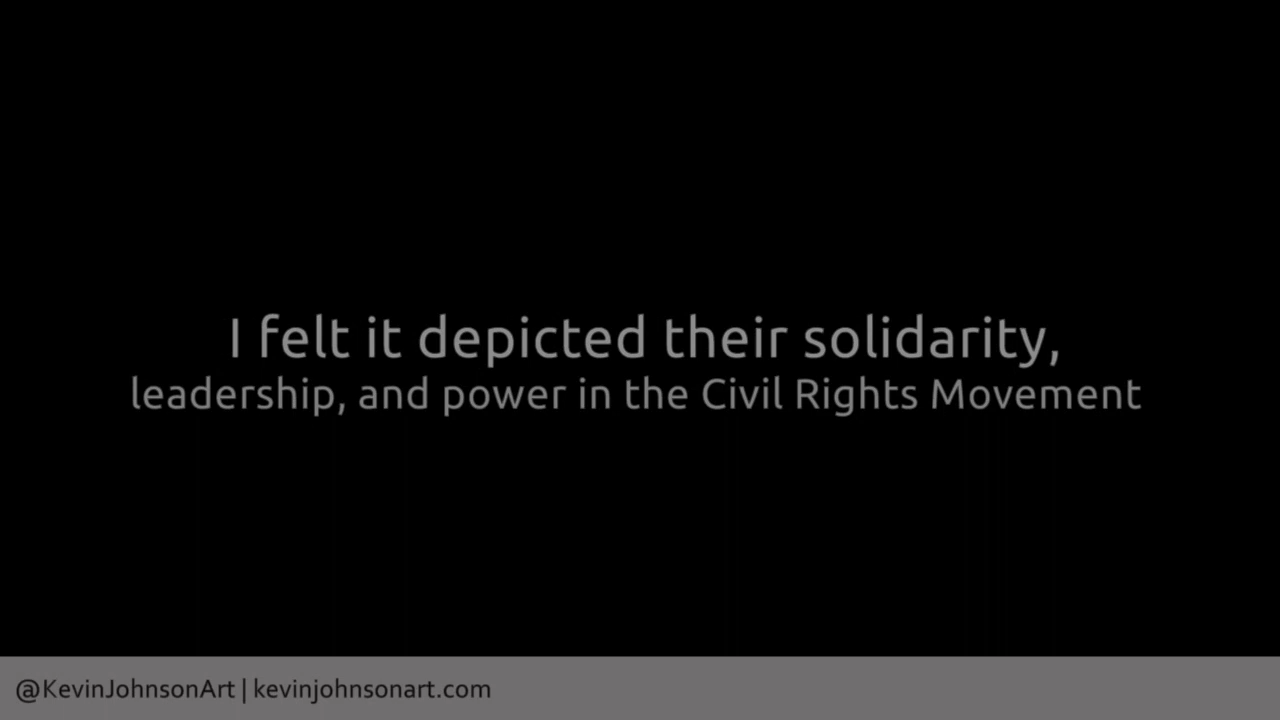 I felt it depicted their solidarity,
leadership, and power in the Civil Rights Movement
@KevinJohnsonArt | kevinjohnsonart.com